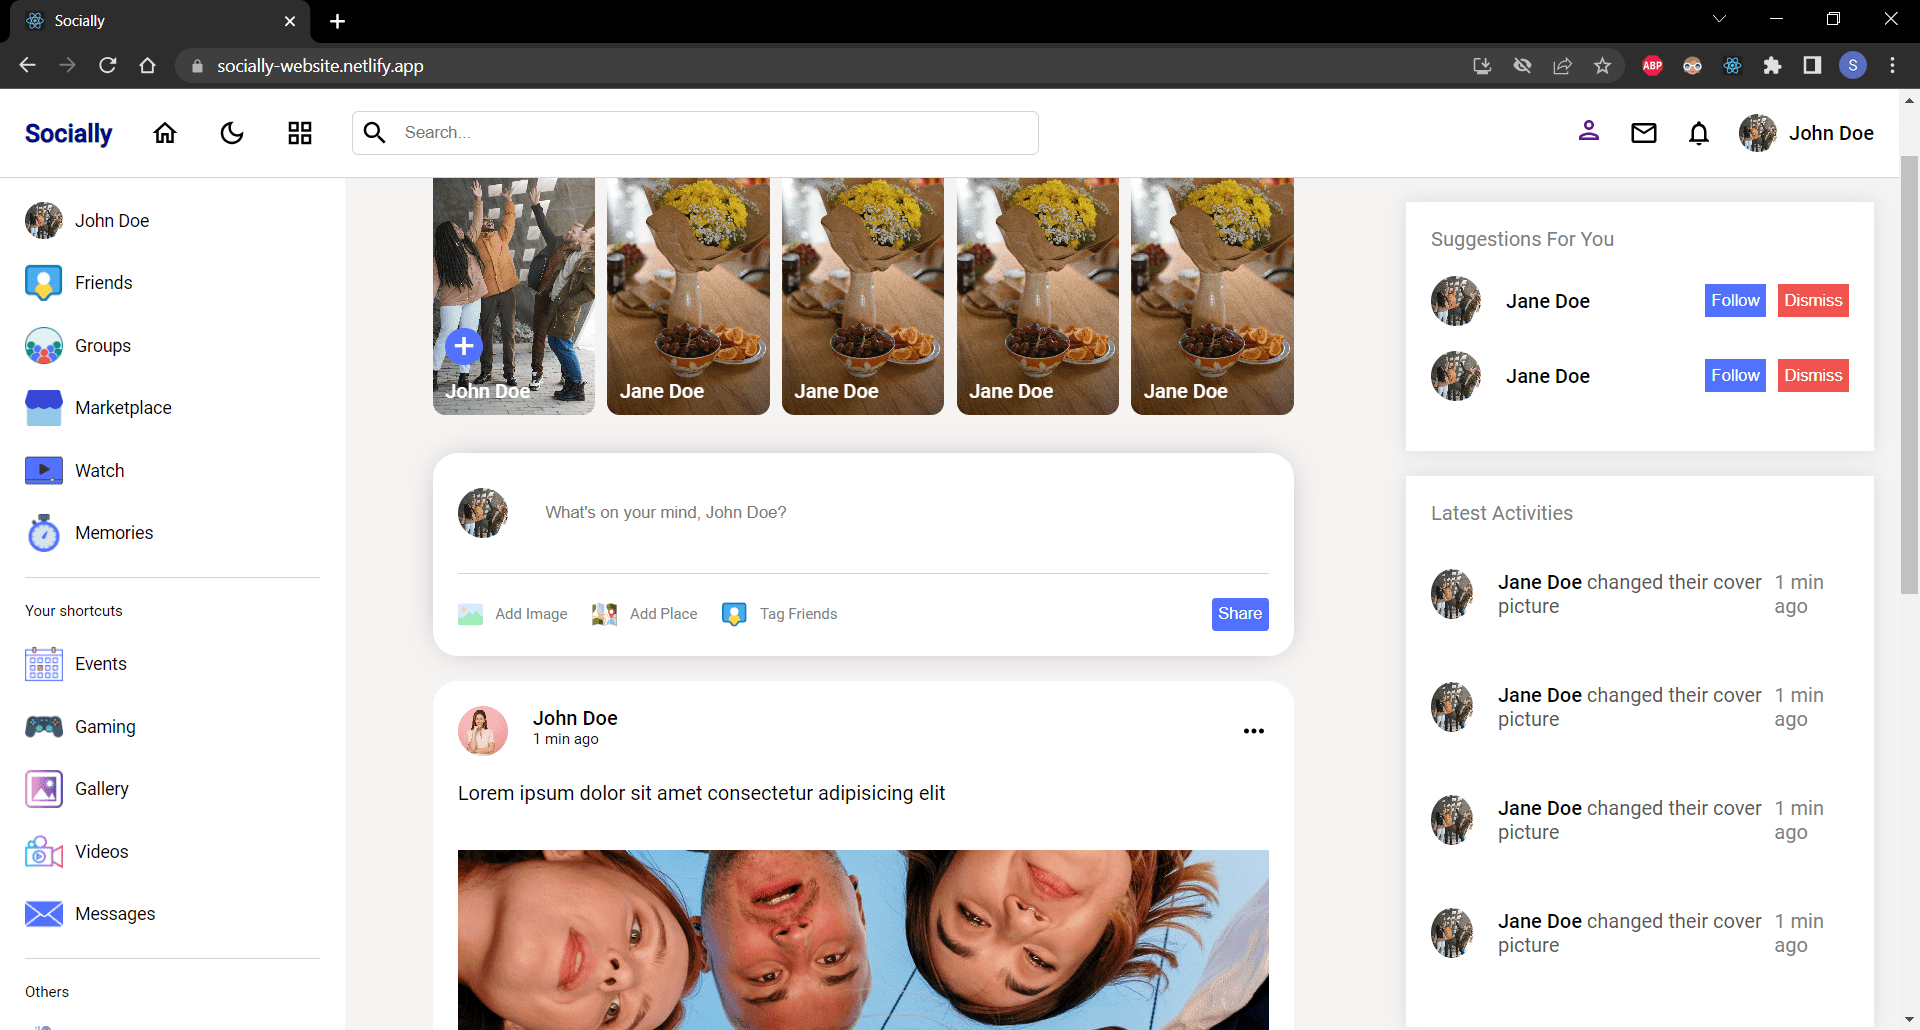 Socially
socially-website.netlify.app
ABP
S
Socially
Search...
John Doe
John Doe
Friends
Groups
Marketplace
Watch
Memories
Your shortcuts
Events
Gaming
Gallery
Videos
Messages
Others
John Doe
Jane Doe
Jane Doe
Jane Doe
Jane Doe
What's on your mind, John Doe?
Add Image
Add Place
Tag Friends
Share
John Doe
1 min ago
Lorem ipsum dolor sit amet consectetur adipisicing elit
Suggestions For You
Jane Doe
Follow
Dismiss
Jane Doe
Follow
Dismiss
Latest Activities
Jane Doe changed their cover
picture
1 min
ago
Jane Doe changed their cover
picture
1 min
ago
Jane Doe changed their cover
picture
1 min
ago
Jane Doe changed their cover
picture
1 min
ago